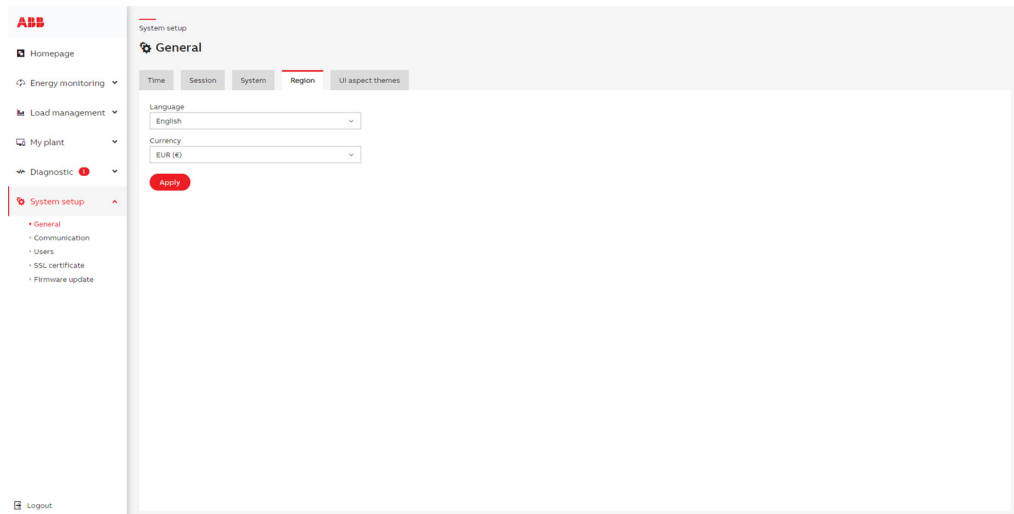 ABB
Homepage
Energy monitoring
Load management
My plant
Diagnostic 1
System setup
General
Communication
Users
SSL certificate
Firmware update
Logout
System setup
General
Time Session System Region UI aspect themes
Language
English
Currency
EUR (€)
Apply